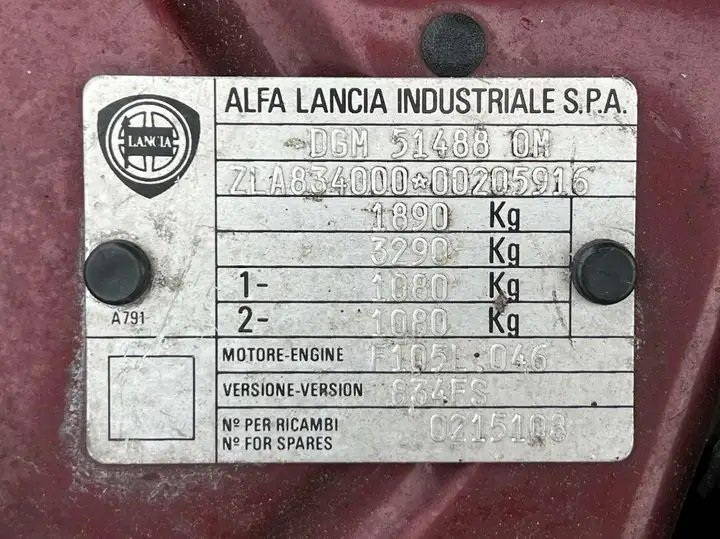 LANCIA
ALFA LANCIA INDUSTRIALE S.P.A.
DGM 51488 OM
ZLA834000*00205916
1890 Kg
3290 Kg
1- 1080 Kg
2- 1080 Kg
A791
MOTORE-ENGINE F105L.046
VERSIONE-VERSION 834FS
Nº PER RICAMBI
Nº FOR SPARES 0215108